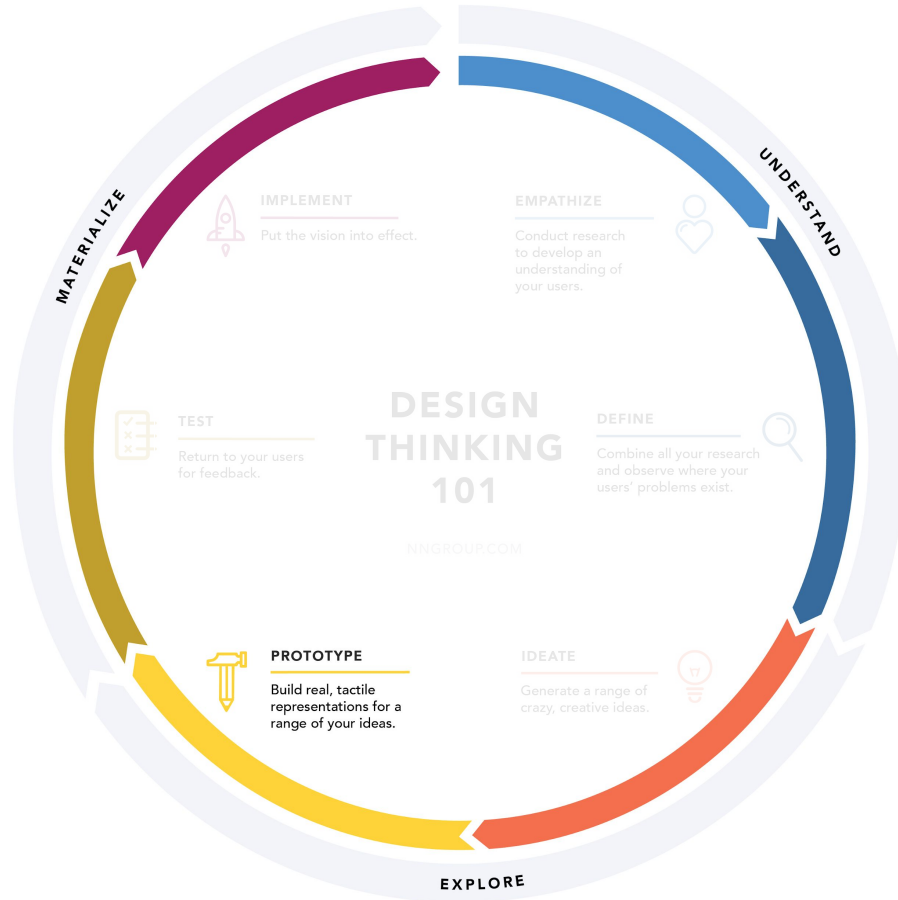 UNDERSTAND
MATERIALIZE
IMPLEMENT
Put the vision into effect.
EMPATHIZE
Conduct research
to develop an
understanding of
your users.
DESIGN
THINKING
101
NNGROUP.COM
TEST
Return to your users
for feedback.
DEFINE
Combine all your research
and observe where your
users' problems exist.
PROTOTYPE
Build real, tactile
representations for a
range of your ideas.
IDEATE
Generate a range of
crazy, creative ideas.
EXPLORE